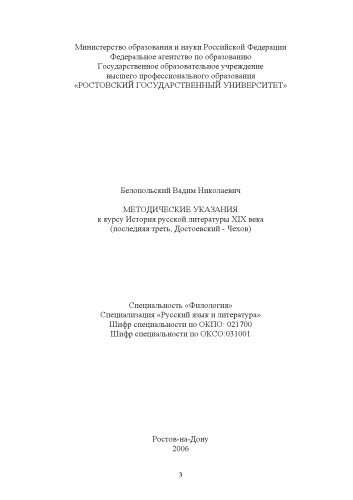 Министерство образования и науки Российской Федерации
Федеральное агентство по образованию
Государственное образовательное учреждение
высшего профессионального образования
«РОСТОВСКИЙ ГОСУДАРСТВЕННЫЙ УНИВЕРСИТЕТ»
Белопольский Вадим Николаевич
МЕТОДИЧЕСКИЕ УКАЗАНИЯ
к курсу История русской литературы XIX века
(последняя треть, Достоевский - Чехов)
Специальность «Филология»
Специализация «Русский язык и литература»
Шифр специальности по ОКПО: 021700
Шифр специальности по ОКСО:031001
Ростов-на-Дону
2006
3